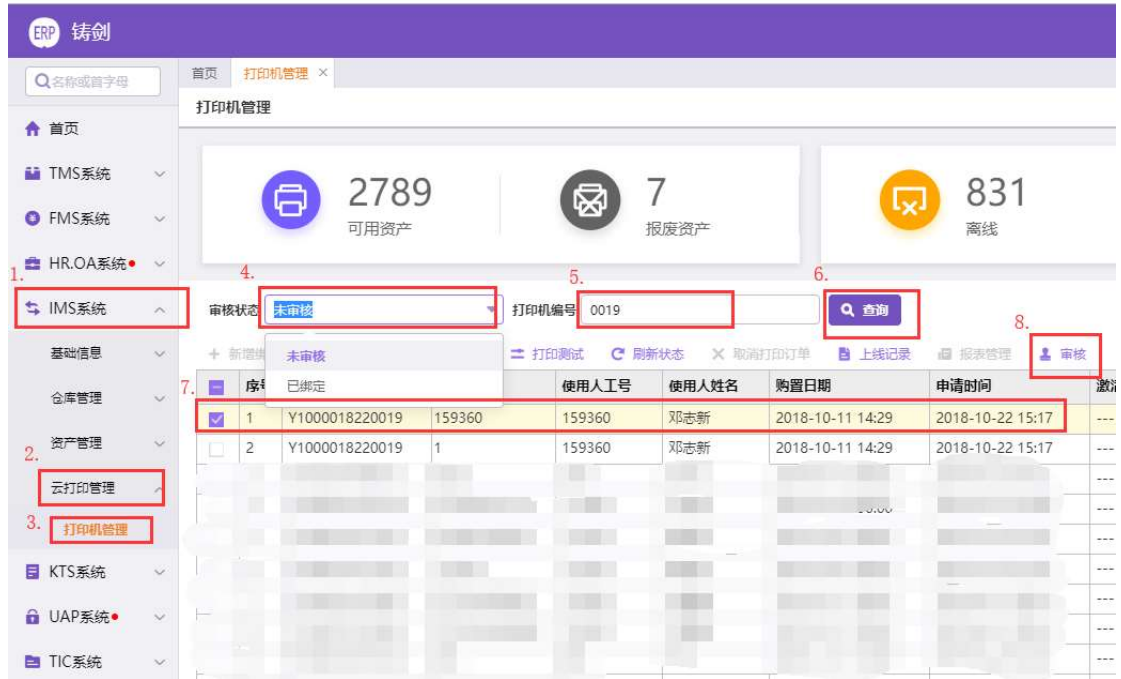 ERP 铸剑
名称或首字母
首页 打印机管理 ×
打印机管理
首页
TMS系统
2789
可用资产
7
报废资产
831
离线
FMS系统
HR.OA系统
1.
4.
5.
6.
IMS系统
审核状态 未审核 打印机编号 0019 查询
8.
未审核
已绑定
基础信息
新增绑 打印测试 刷新状态 取消打印订单 上线记录 报表管理 审核
7.
使用人工号 使用人姓名 购置日期 申请时间
仓库管理
1 Y1000018220019 159360 159360 邓志新 2018-10-11 14:29 2018-10-22 15:17 ---
资产管理
2 Y1000018220019 1 159360 邓志新 2018-10-11 14:29 2018-10-22 15:17 ---
2.
云打印管理
---
---
3.
打印机管理
---
KTS系统
---
---
UAP系统
---
TIC系统
---